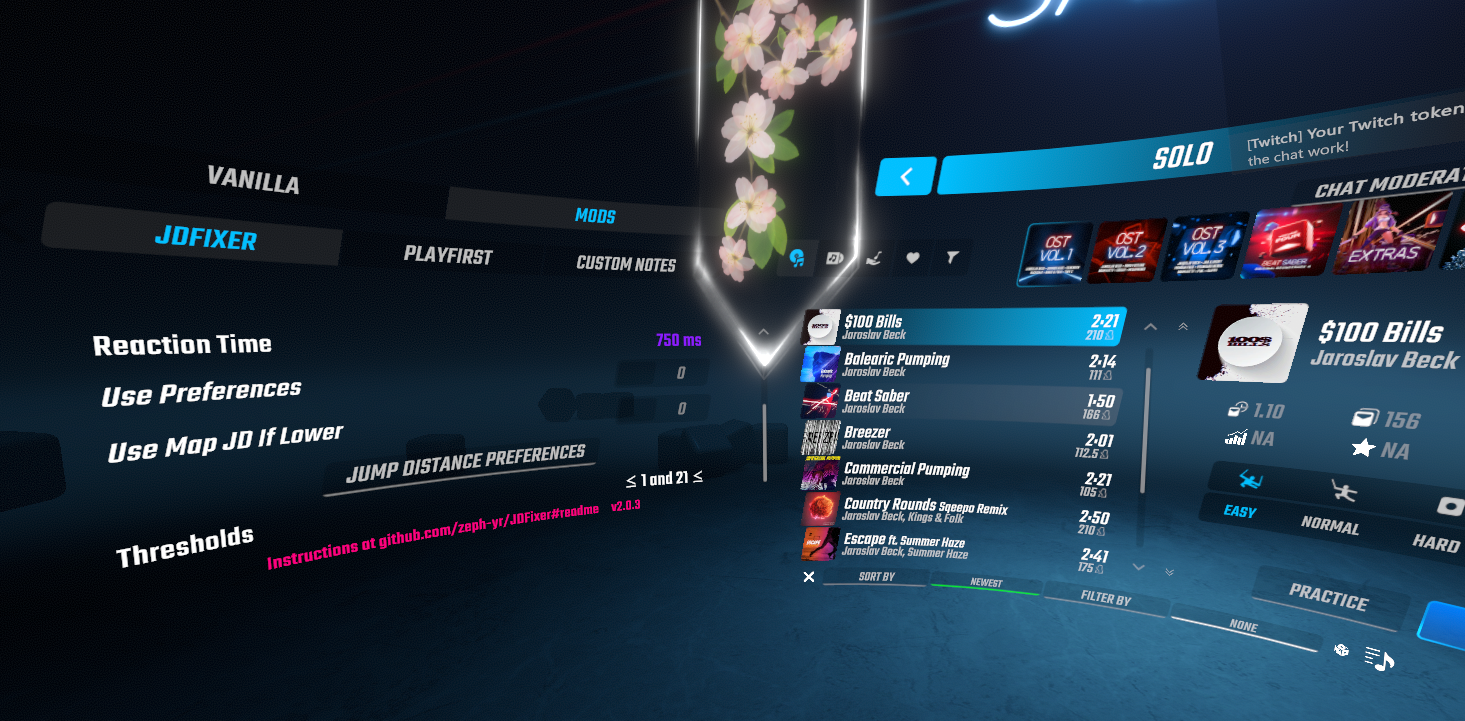 VANILLA
MODS
JDFIXER
PLAYFIRST
CUSTOM NOTES
Reaction Time
750 ms
Use Preferences
0
Use Map JD If Lower
0
JUMP DISTANCE PREFERENCES
≤ 1 and 21 ≤
Thresholds
Instructions at github.com/zeph-yr/JDFixer#readme v2.0.3
SOLO
[Twitch] Your Twitch token
the chat work!
CHAT MODERAT
OST
VOL.1
OST
VOL.2
OST
VOL.3
BEAT SABER
EXTRAS
$100 Bills
Jaroslav Beck
2:21
210
Balearic Pumping
Jaroslav Beck
2:14
111
Beat Saber
Jaroslav Beck
1:50
166
Breezer
Jaroslav Beck
2:01
112.5
Commercial Pumping
Jaroslav Beck
2:21
105
Country Rounds Sqeepo Remix
Jaroslav Beck, Kings & Folk
2:50
210
Escape ft. Summer Haze
Jaroslav Beck, Summer Haze
2:41
175
SORT BY
NEWEST
FILTER BY
NONE
$100 Bills
Jaroslav Beck
1.10
156
NA
NA
EASY
NORMAL
HARD
PRACTICE